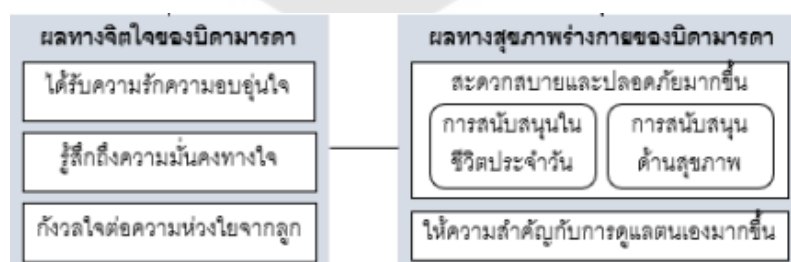 ผลทางจิตใจของบิดามารดา
ได้รับความรักความอบอุ่นใจ
รู้สึกถึงความมั่นคงทางใจ
กังวลใจต่อความห่วงใยจากลูก
ผลทางสุขภาพร่างกายของบิดามารดา
สะดวกสบายและปลอดภัยมากขึ้น
การสนับสนุนใน
ชีวิตประจำวัน
การสนับสนุน
ด้านสุขภาพ
ให้ความสำคัญกับการดูแลตนเองมากขึ้น